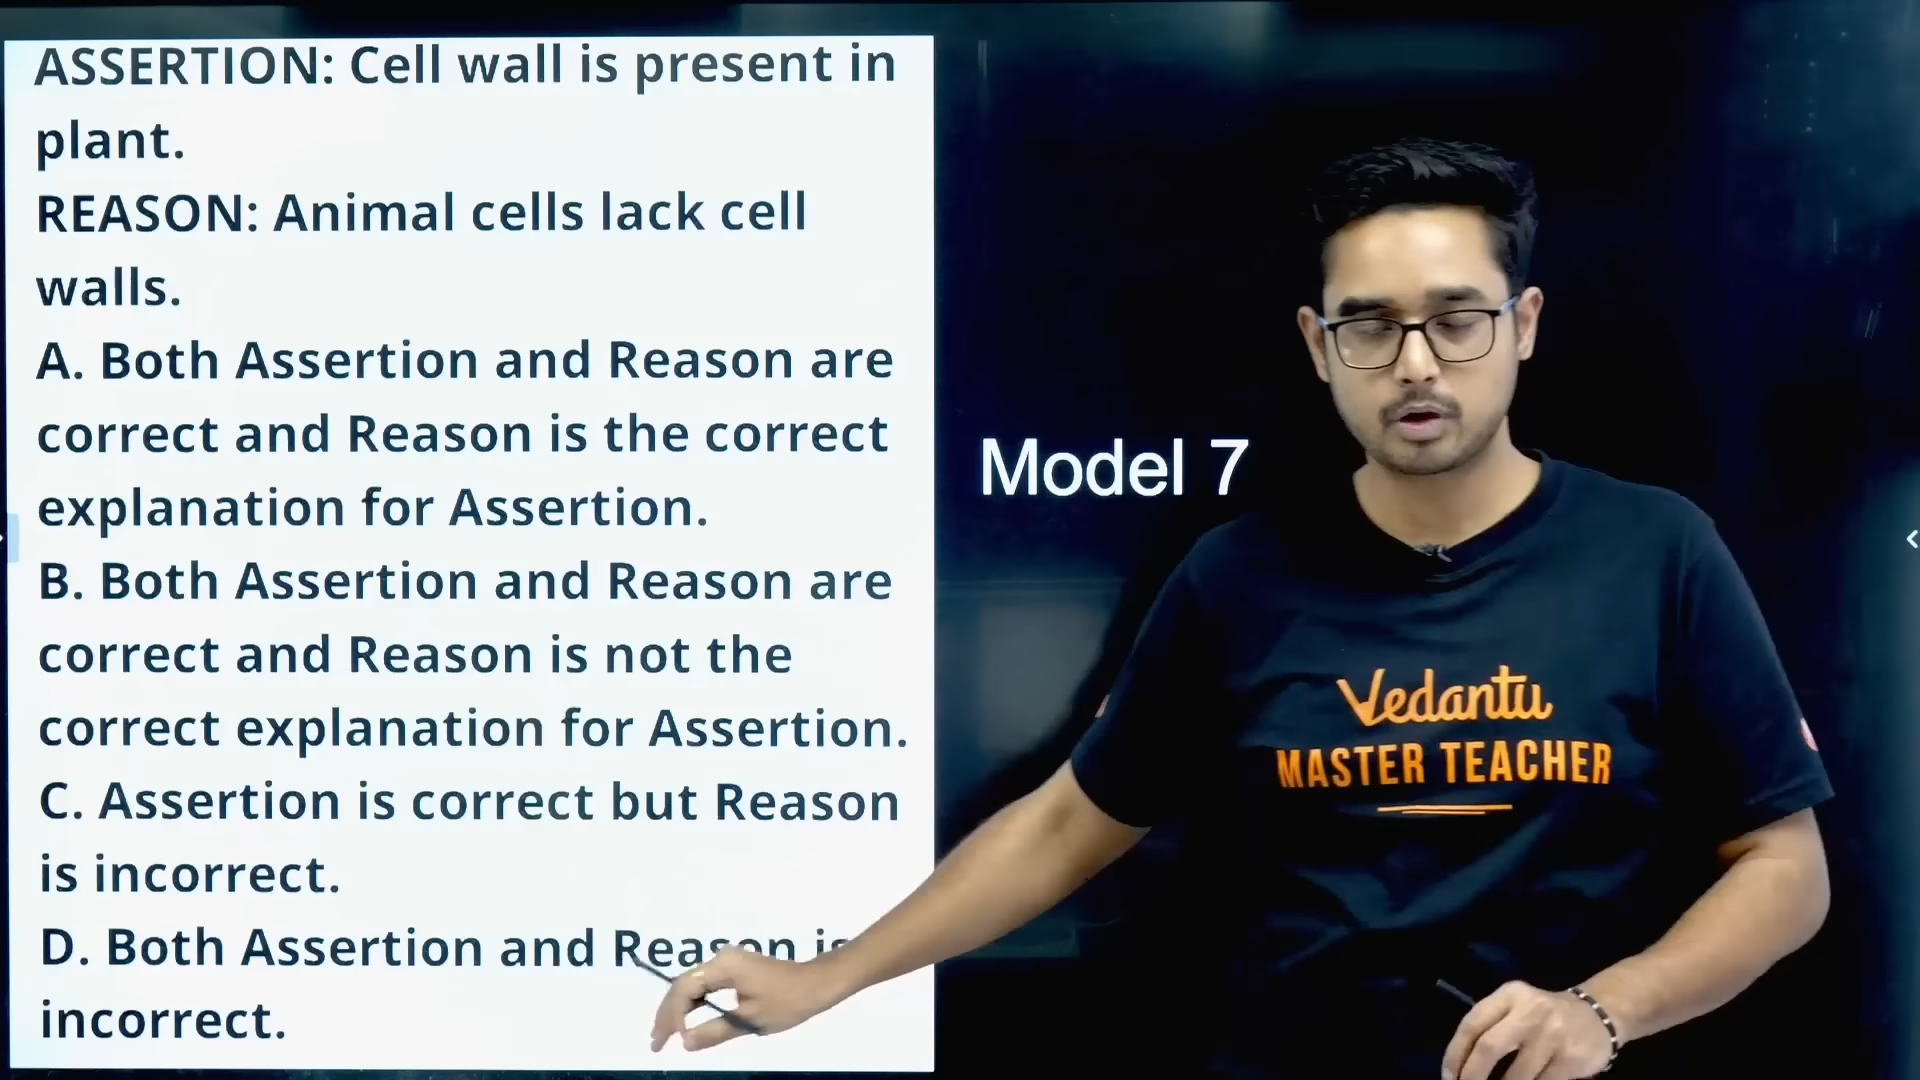 ASSERTION: Cell wall is present in
plant.
REASON: Animal cells lack cell
walls.
A. Both Assertion and Reason are
correct and Reason is the correct
explanation for Assertion.
B. Both Assertion and Reason are
correct and Reason is not the
correct explanation for Assertion.
C. Assertion is correct but Reason
is incorrect.
D. Both Assertion and Reason is
incorrect.
Model 7
Vedantu
MASTER TEACHER